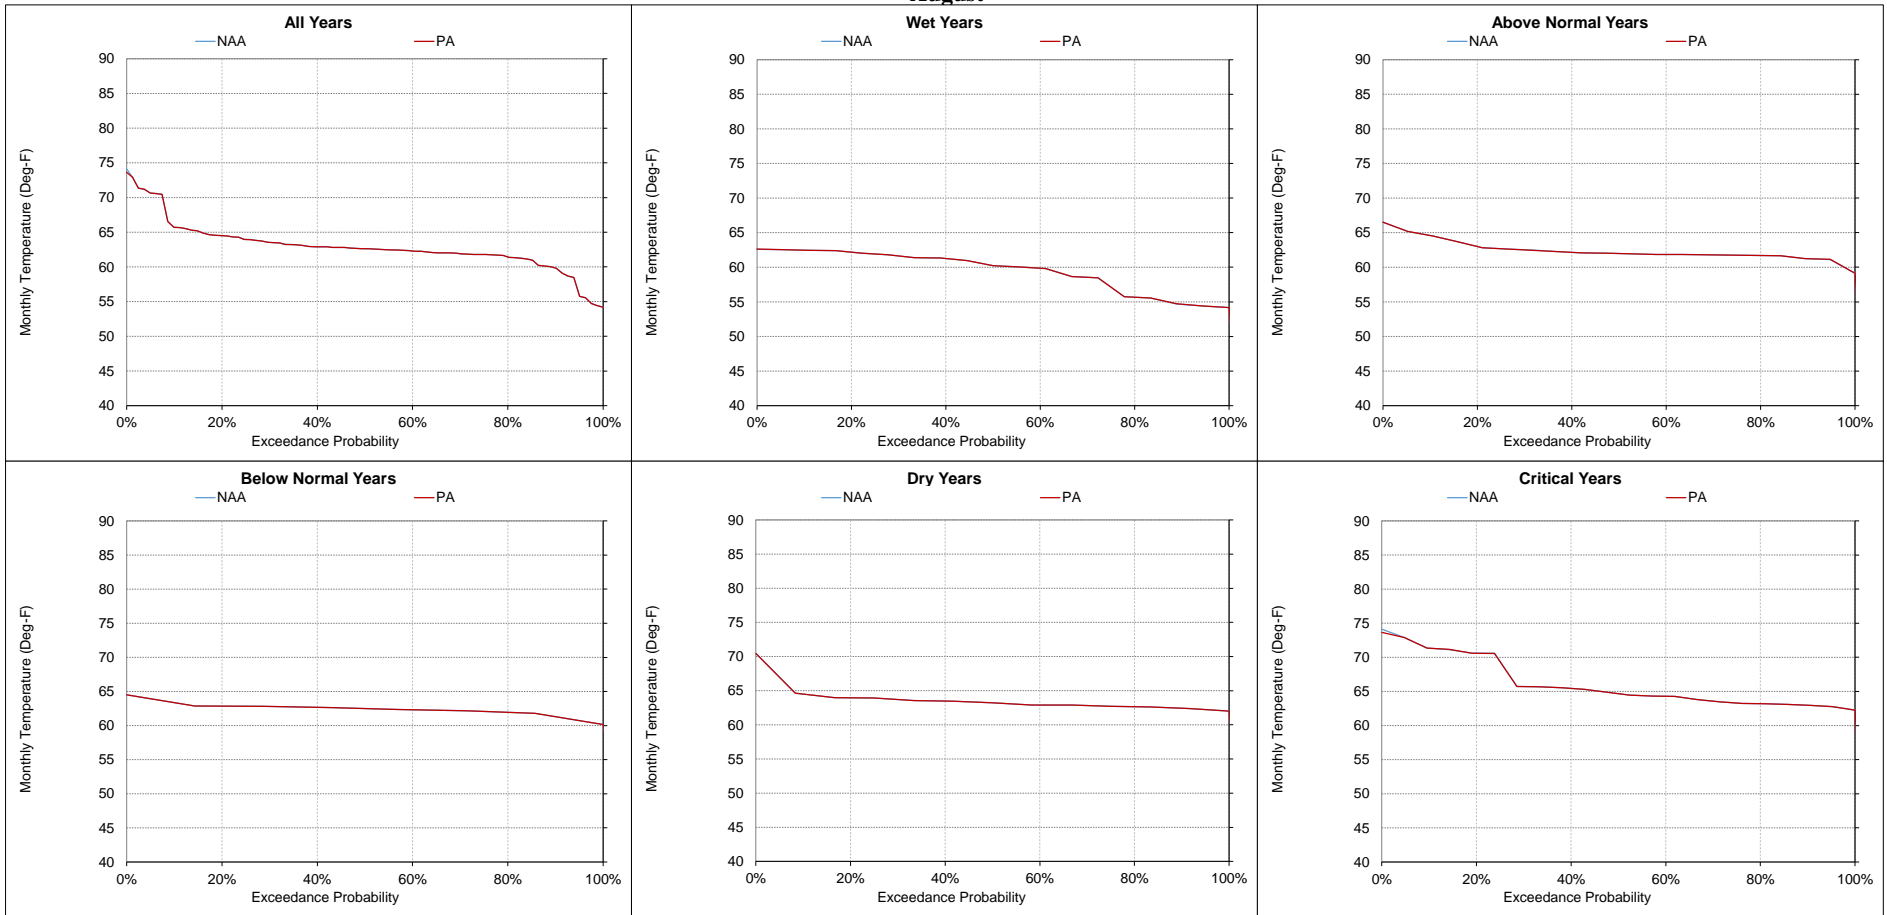 All Years
NAA PA
90
85
80
75
70
65
60
55
50
45
40
Monthly Temperature (Deg-F)
0% 20% 40% 60% 80% 100%
Exceedance Probability
Wet Years
NAA PA
90
85
80
75
70
65
60
55
50
45
40
Monthly Temperature (Deg-F)
0% 20% 40% 60% 80% 100%
Exceedance Probability
Above Normal Years
NAA PA
90
85
80
75
70
65
60
55
50
45
40
Monthly Temperature (Deg-F)
0% 20% 40% 60% 80% 100%
Exceedance Probability
Below Normal Years
NAA PA
90
85
80
75
70
65
60
55
50
45
40
Monthly Temperature (Deg-F)
0% 20% 40% 60% 80% 100%
Exceedance Probability
Dry Years
NAA PA
90
85
80
75
70
65
60
55
50
45
40
Monthly Temperature (Deg-F)
0% 20% 40% 60% 80% 100%
Exceedance Probability
Critical Years
NAA PA
90
85
80
75
70
65
60
55
50
45
40
Monthly Temperature (Deg-F)
0% 20% 40% 60% 80% 100%
Exceedance Probability